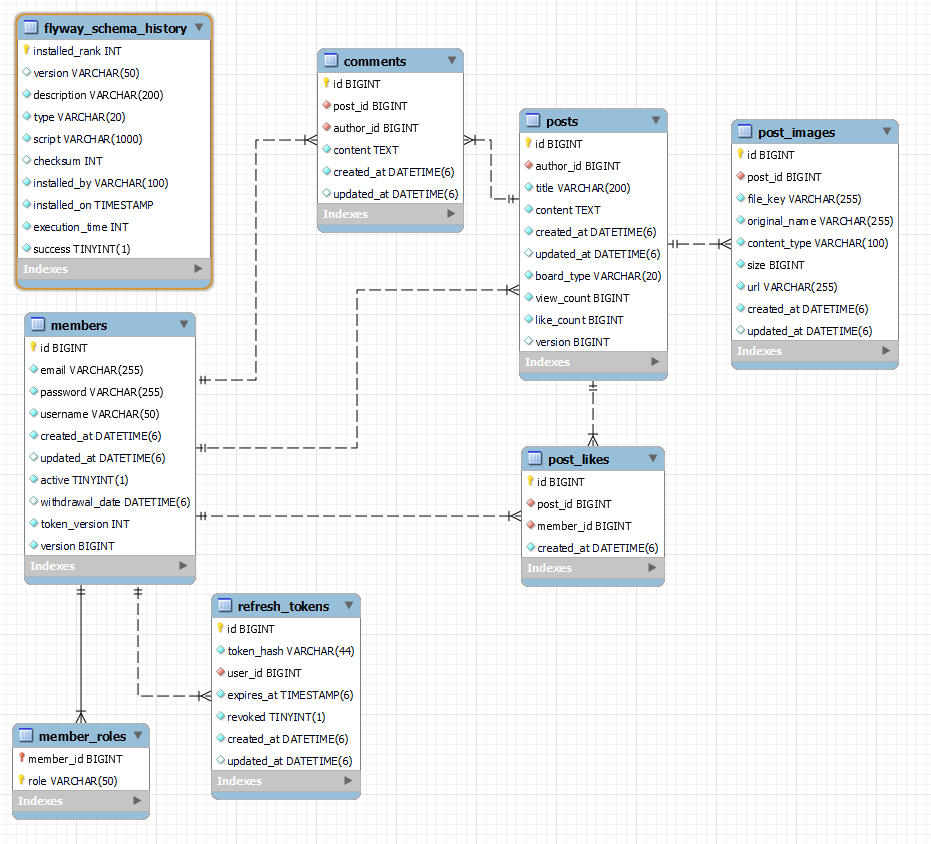 flyway_schema_history
installed_rank INT
version VARCHAR(50)
description VARCHAR(200)
type VARCHAR(20)
script VARCHAR(1000)
checksum INT
installed_by VARCHAR(100)
installed_on TIMESTAMP
execution_time INT
success TINYINT(1)
Indexes
comments
id BIGINT
post_id BIGINT
author_id BIGINT
content TEXT
created_at DATETIME(6)
updated_at DATETIME(6)
Indexes
posts
id BIGINT
author_id BIGINT
title VARCHAR(200)
content TEXT
created_at DATETIME(6)
updated_at DATETIME(6)
board_type VARCHAR(20)
view_count BIGINT
like_count BIGINT
version BIGINT
Indexes
post_images
id BIGINT
post_id BIGINT
file_key VARCHAR(255)
original_name VARCHAR(255)
content_type VARCHAR(100)
size BIGINT
url VARCHAR(255)
created_at DATETIME(6)
updated_at DATETIME(6)
Indexes
members
id BIGINT
email VARCHAR(255)
password VARCHAR(255)
username VARCHAR(50)
created_at DATETIME(6)
updated_at DATETIME(6)
active TINYINT(1)
withdrawal_date DATETIME(6)
token_version INT
version BIGINT
Indexes
post_likes
id BIGINT
post_id BIGINT
member_id BIGINT
created_at DATETIME(6)
Indexes
refresh_tokens
id BIGINT
token_hash VARCHAR(44)
user_id BIGINT
expires_at TIMESTAMP(6)
revoked TINYINT(1)
created_at DATETIME(6)
updated_at DATETIME(6)
Indexes
member_roles
member_id BIGINT
role VARCHAR(50)
Indexes